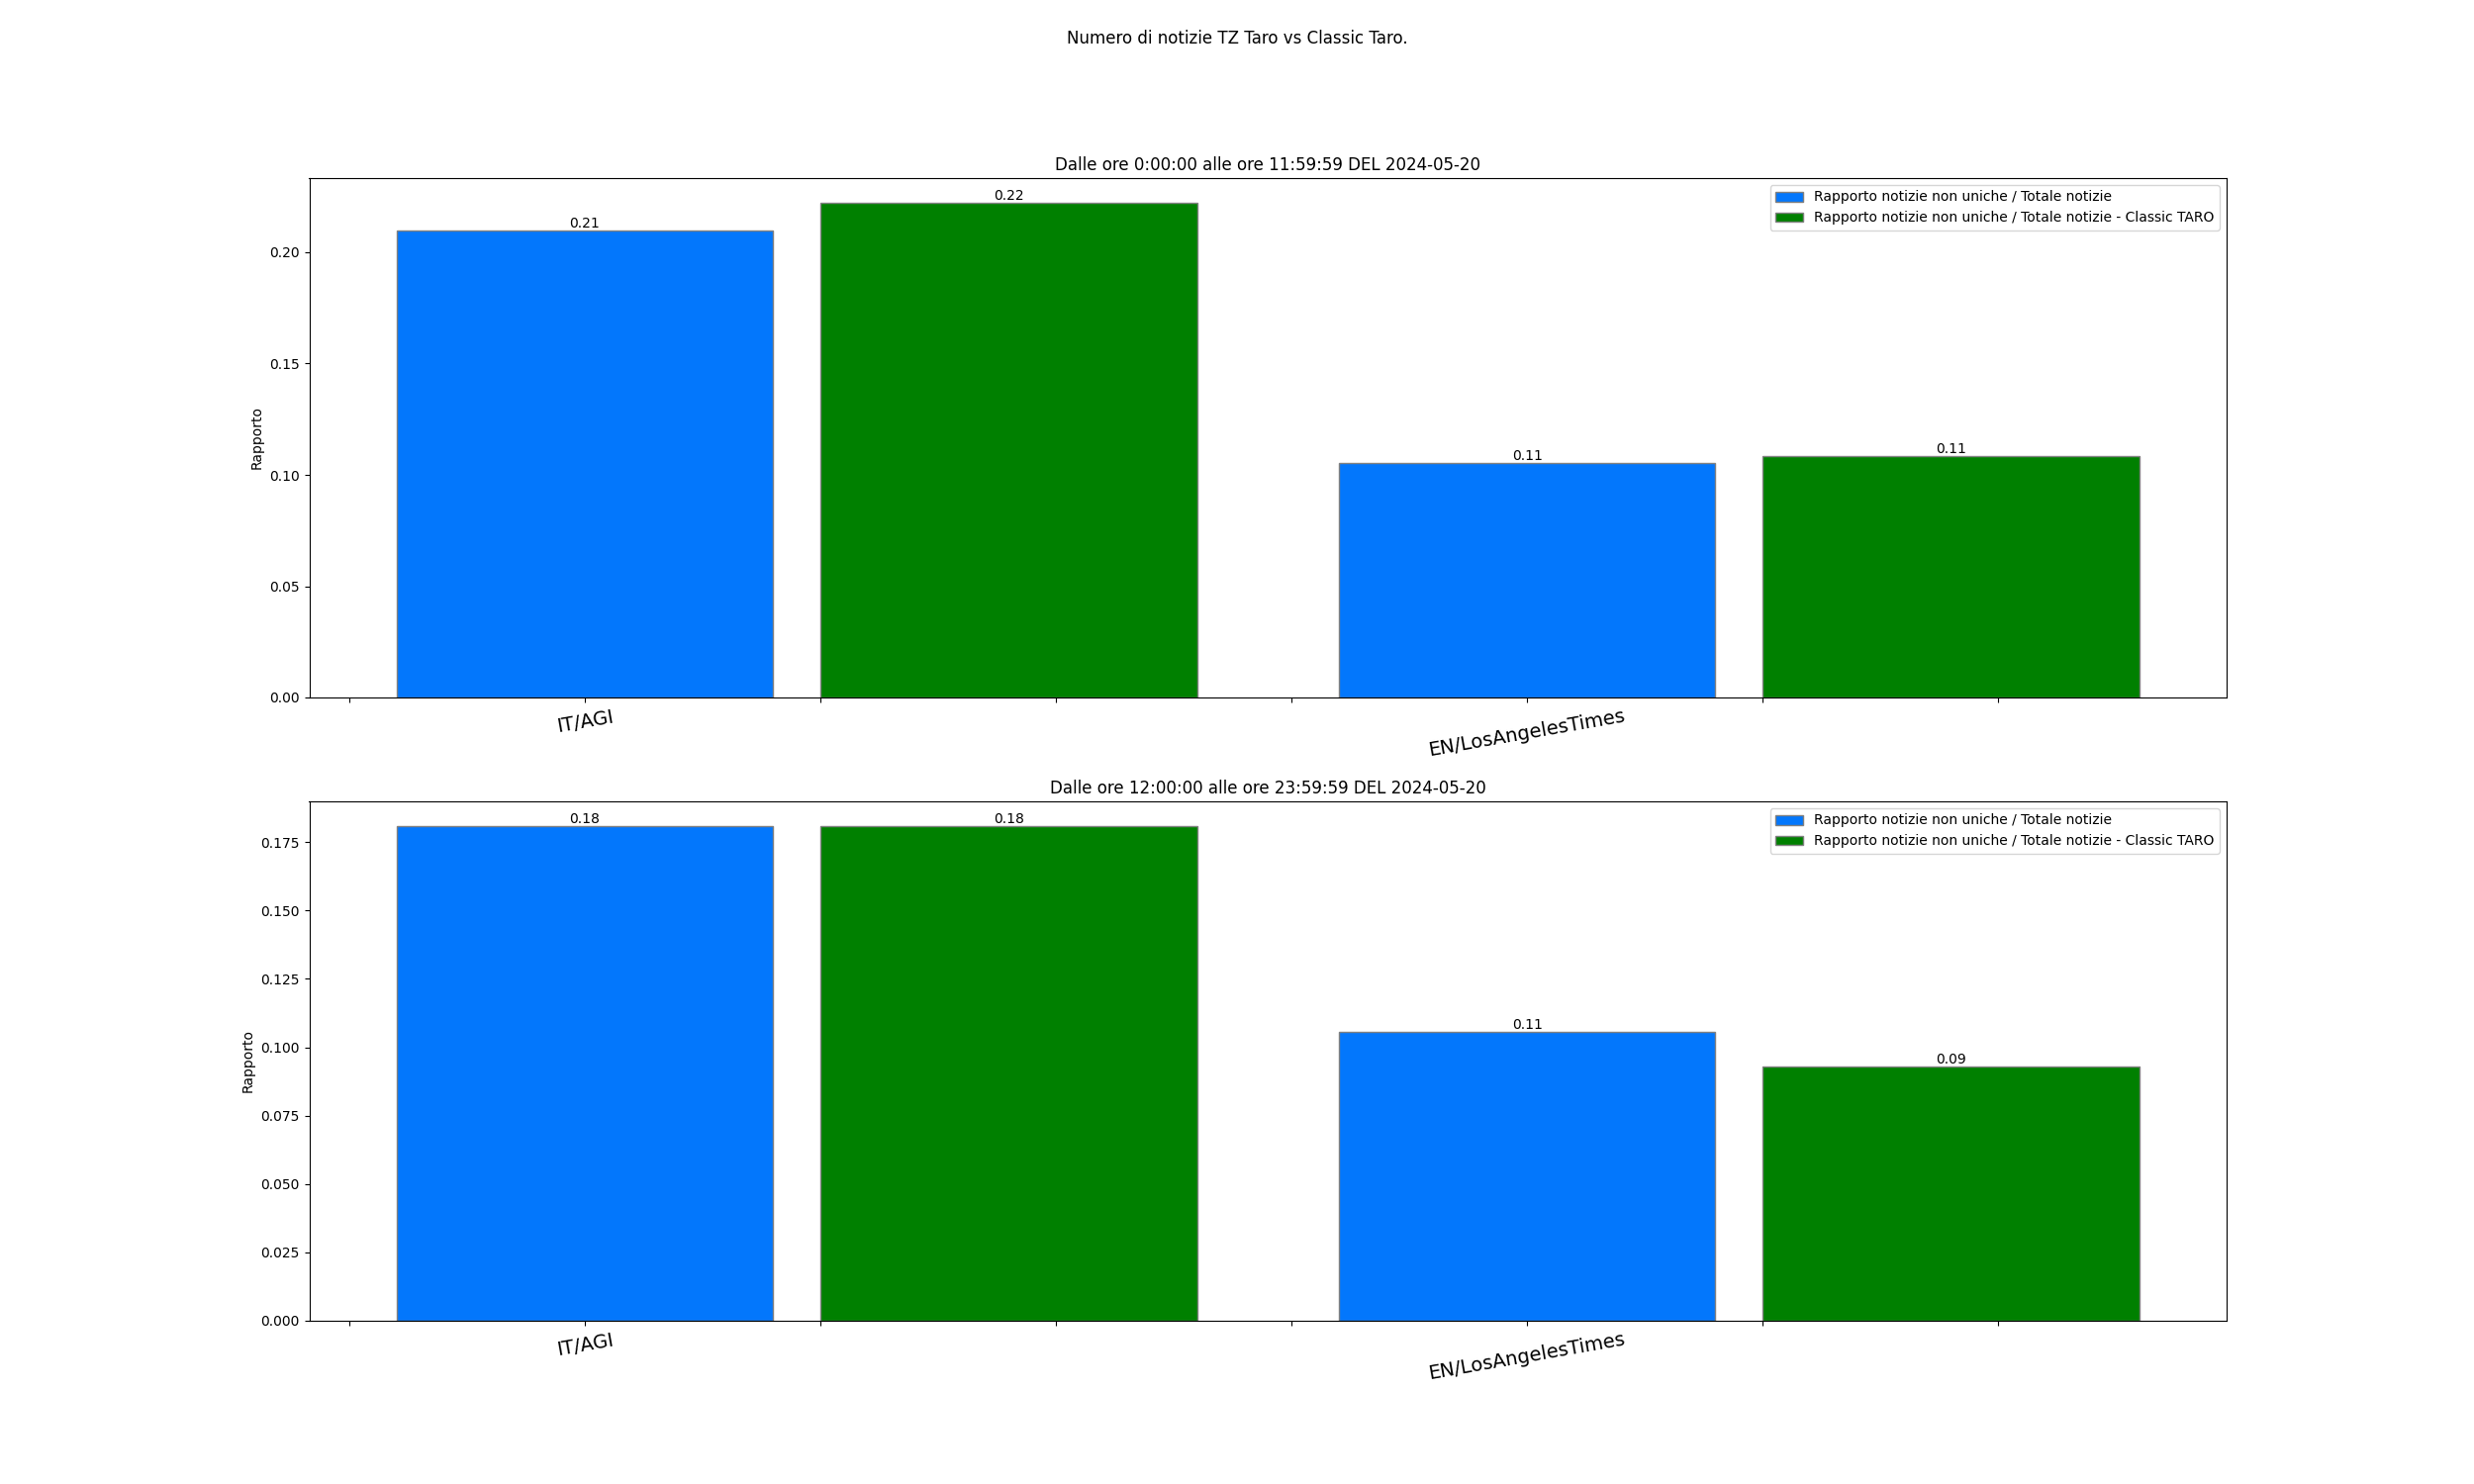 Numero di notizie TZ Taro vs Classic Taro.
Dalle ore 0:00:00 alle ore 11:59:59 DEL 2024-05-20
Rapporto notizie non uniche / Totale notizie
Rapporto notizie non uniche / Totale notizie - Classic TARO
0.21
0.22
0.11
0.11
Rapporto
0.20
0.15
0.10
0.05
0.00
IT/AGI
EN/LosAngelesTimes
Dalle ore 12:00:00 alle ore 23:59:59 DEL 2024-05-20
Rapporto notizie non uniche / Totale notizie
Rapporto notizie non uniche / Totale notizie - Classic TARO
0.18
0.18
0.11
0.09
Rapporto
0.175
0.150
0.125
0.100
0.075
0.050
0.025
0.000
IT/AGI
EN/LosAngelesTimes